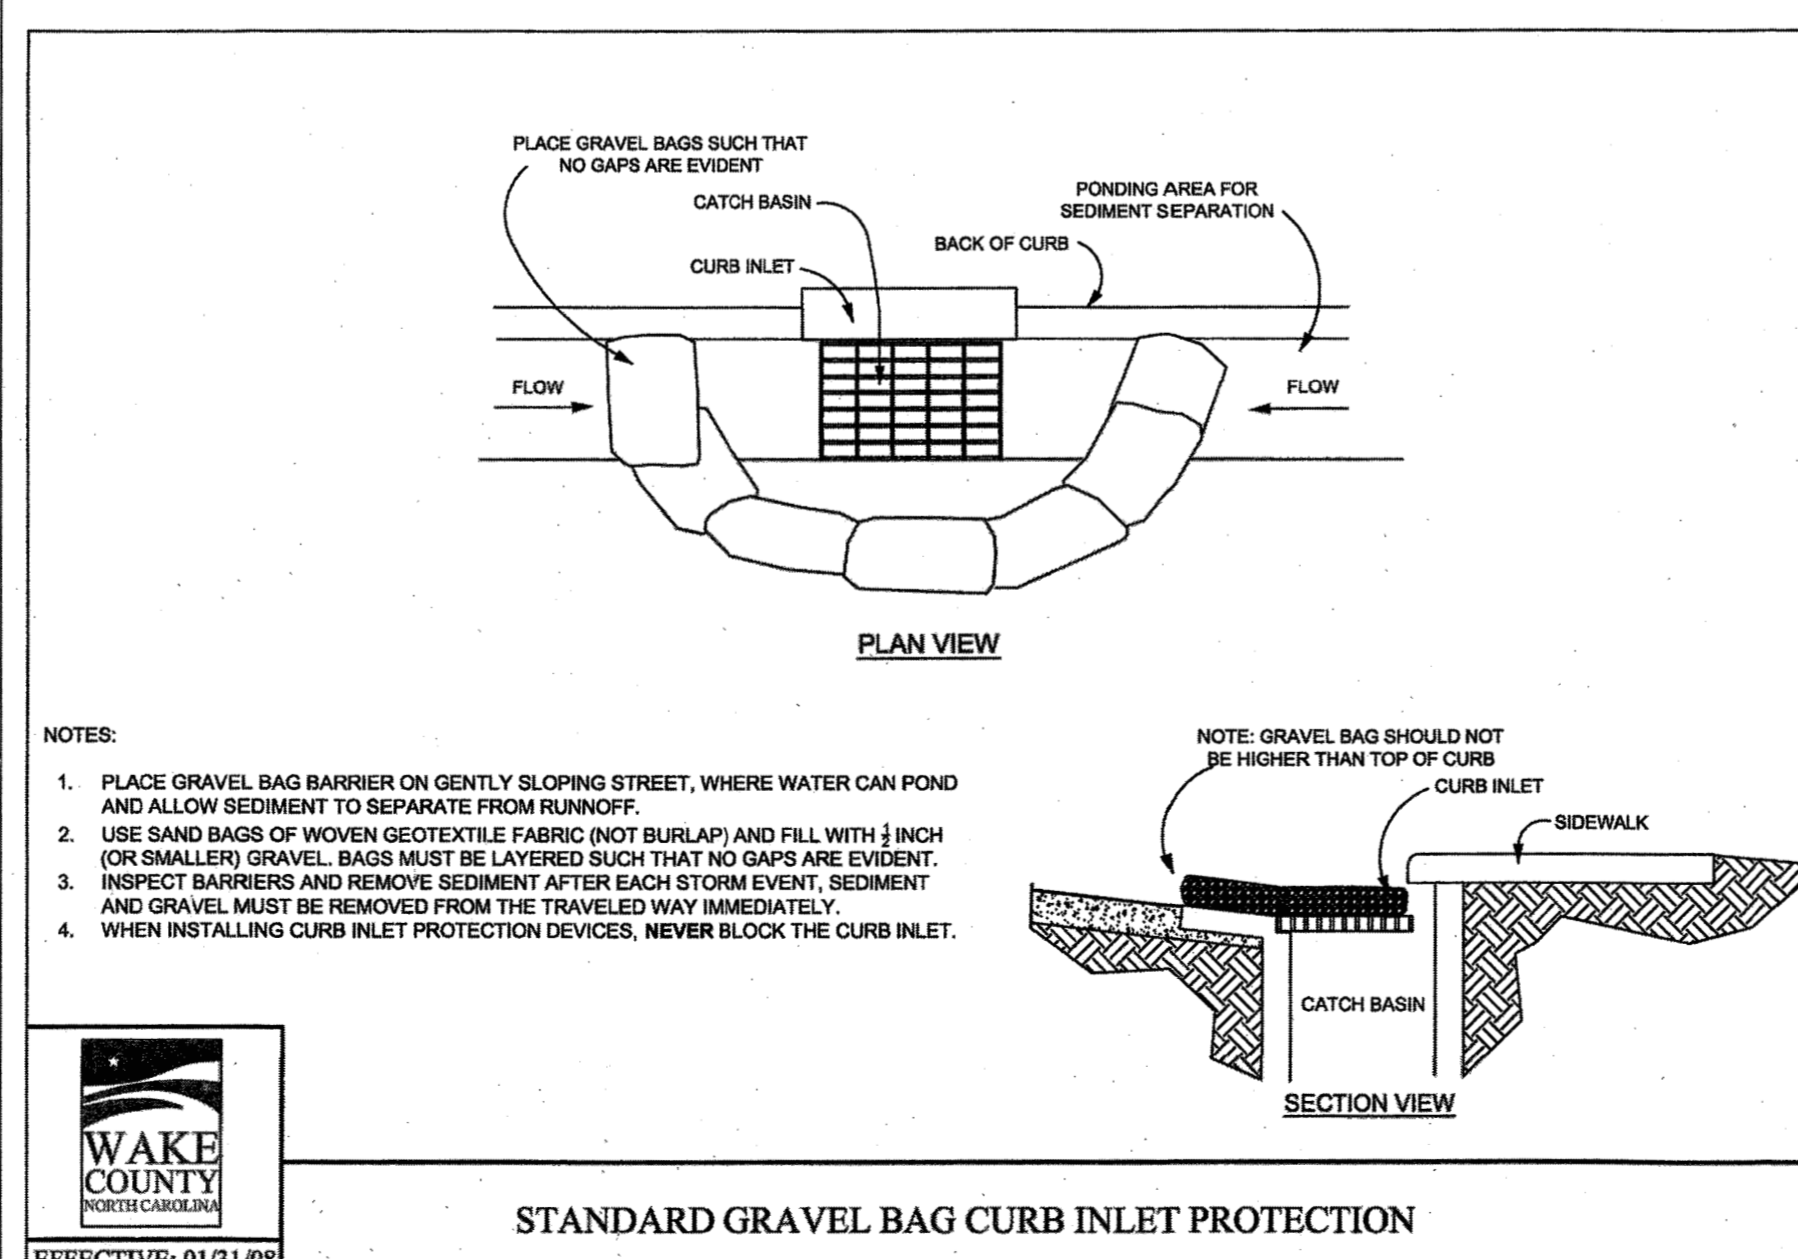 PLACE GRAVEL BAGS SUCH THAT
NO GAPS ARE EVIDENT
CATCH BASIN
PONDING AREA FOR
SEDIMENT SEPARATION
BACK OF CURB
CURB INLET
FLOW
FLOW
PLAN VIEW
NOTES:
1. PLACE GRAVEL BAG BARRIER ON GENTLY SLOPING STREET, WHERE WATER CAN POND
AND ALLOW SEDIMENT TO SEPARATE FROM RUNNOFF.
2. USE SAND BAGS OF WOVEN GEOTEXTILE FABRIC (NOT BURLAP) AND FILL WITH ½ INCH
(OR SMALLER) GRAVEL. BAGS MUST BE LAYERED SUCH THAT NO GAPS ARE EVIDENT.
3. INSPECT BARRIERS AND REMOVE SEDIMENT AFTER EACH STORM EVENT, SEDIMENT
AND GRAVEL MUST BE REMOVED FROM THE TRAVELED WAY IMMEDIATELY.
4. WHEN INSTALLING CURB INLET PROTECTION DEVICES, NEVER BLOCK THE CURB INLET.
NOTE: GRAVEL BAG SHOULD NOT
BE HIGHER THAN TOP OF CURB
CURB INLET
SIDEWALK
CATCH BASIN
SECTION VIEW
WAKE
COUNTY
NORTH CAROLINA
STANDARD GRAVEL BAG CURB INLET PROTECTION
EFFECTIVE: 01/31/08